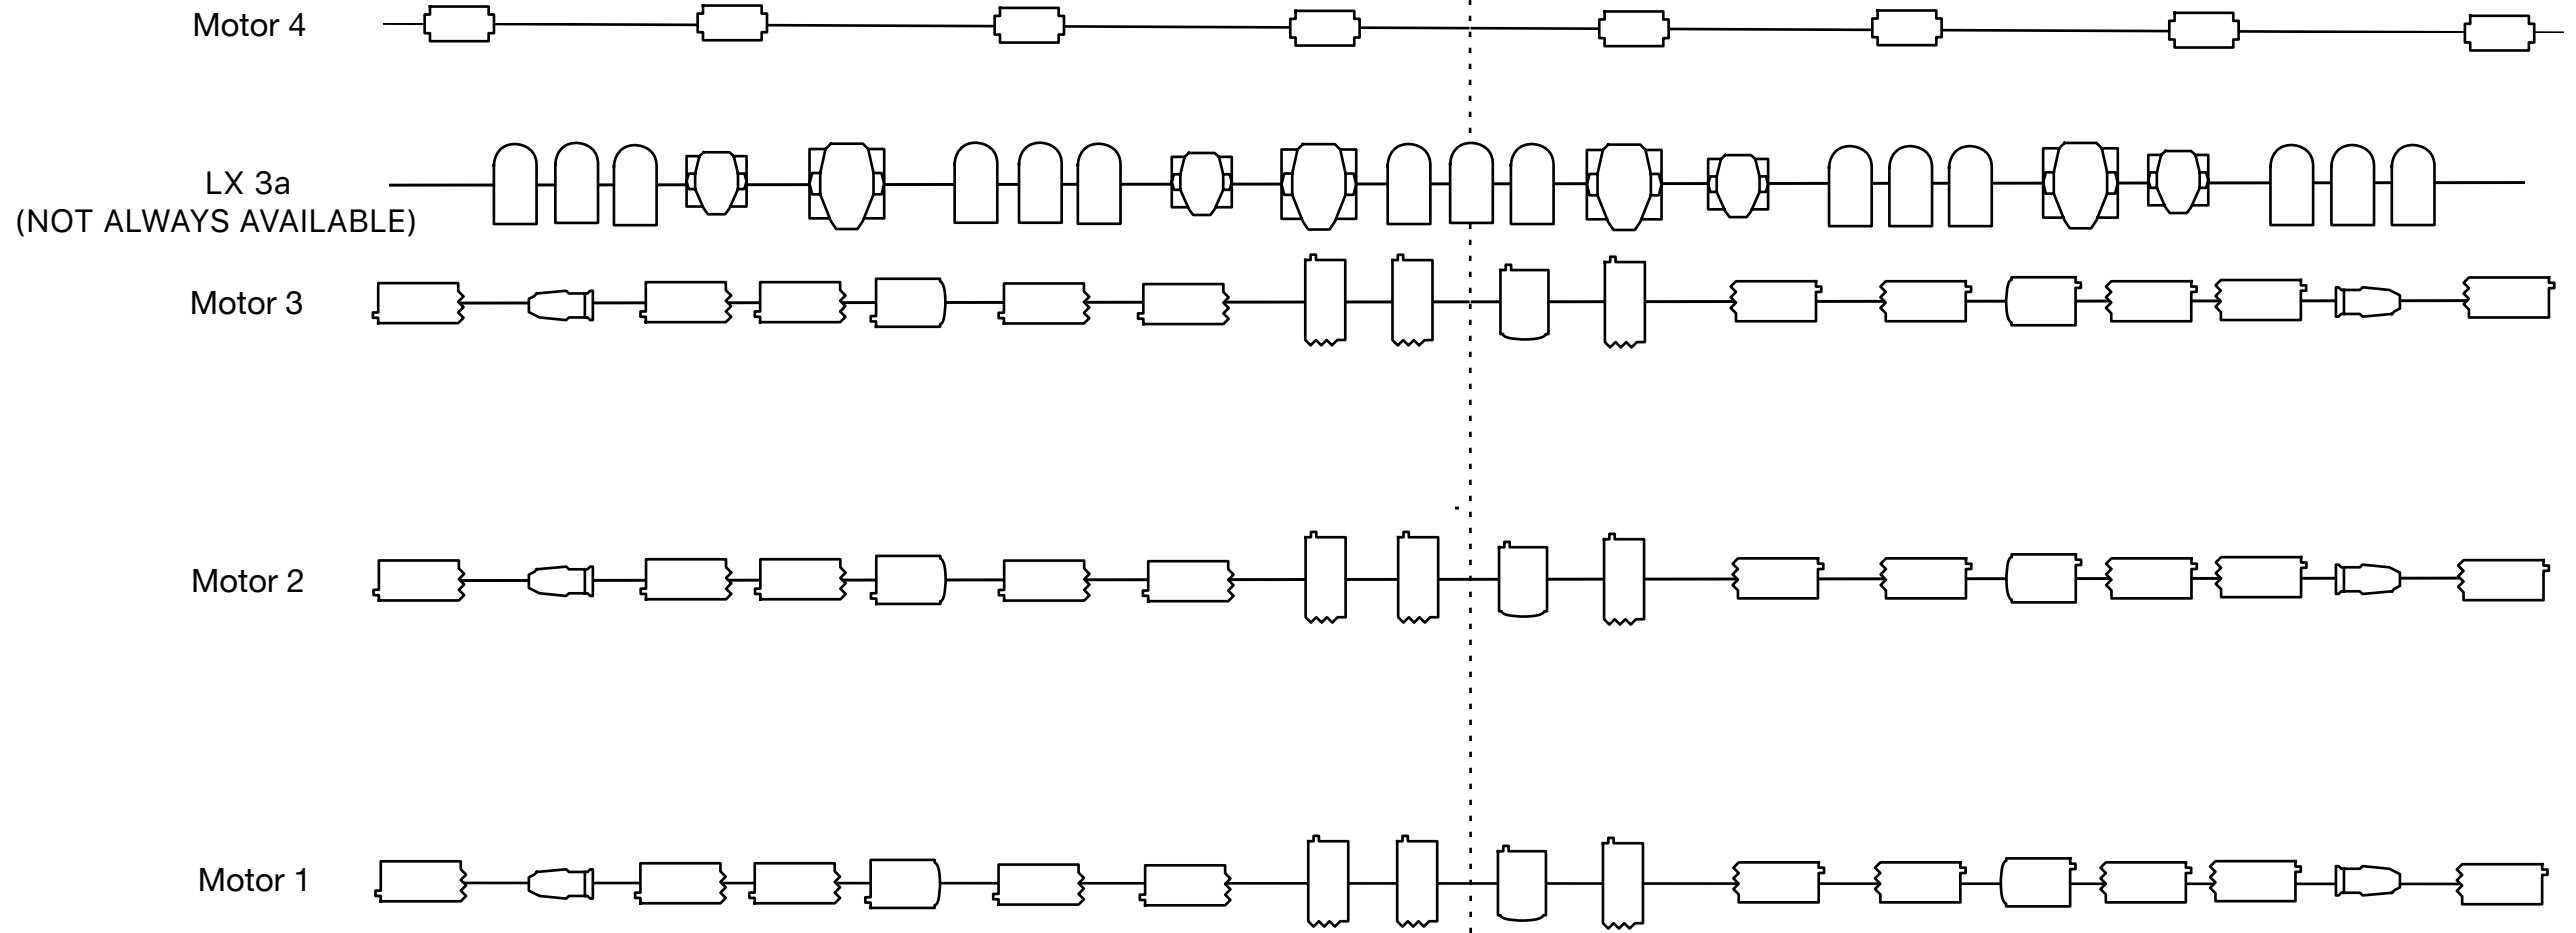 Motor 4
LX 3a
(NOT ALWAYS AVAILABLE)
Motor 3
Motor 2
Motor 1